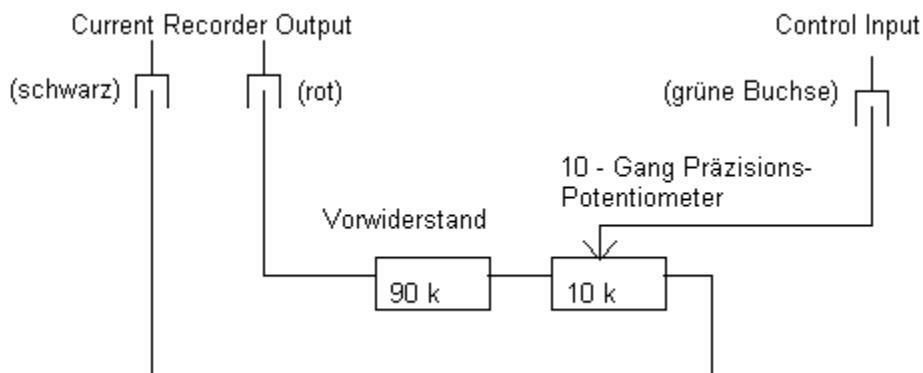 Current Recorder Output
Control Input
(schwarz)
(rot)
(grüne Buchse)
10 - Gang Präzisions-
Potentiometer
Vorwiderstand
90 k
10 k